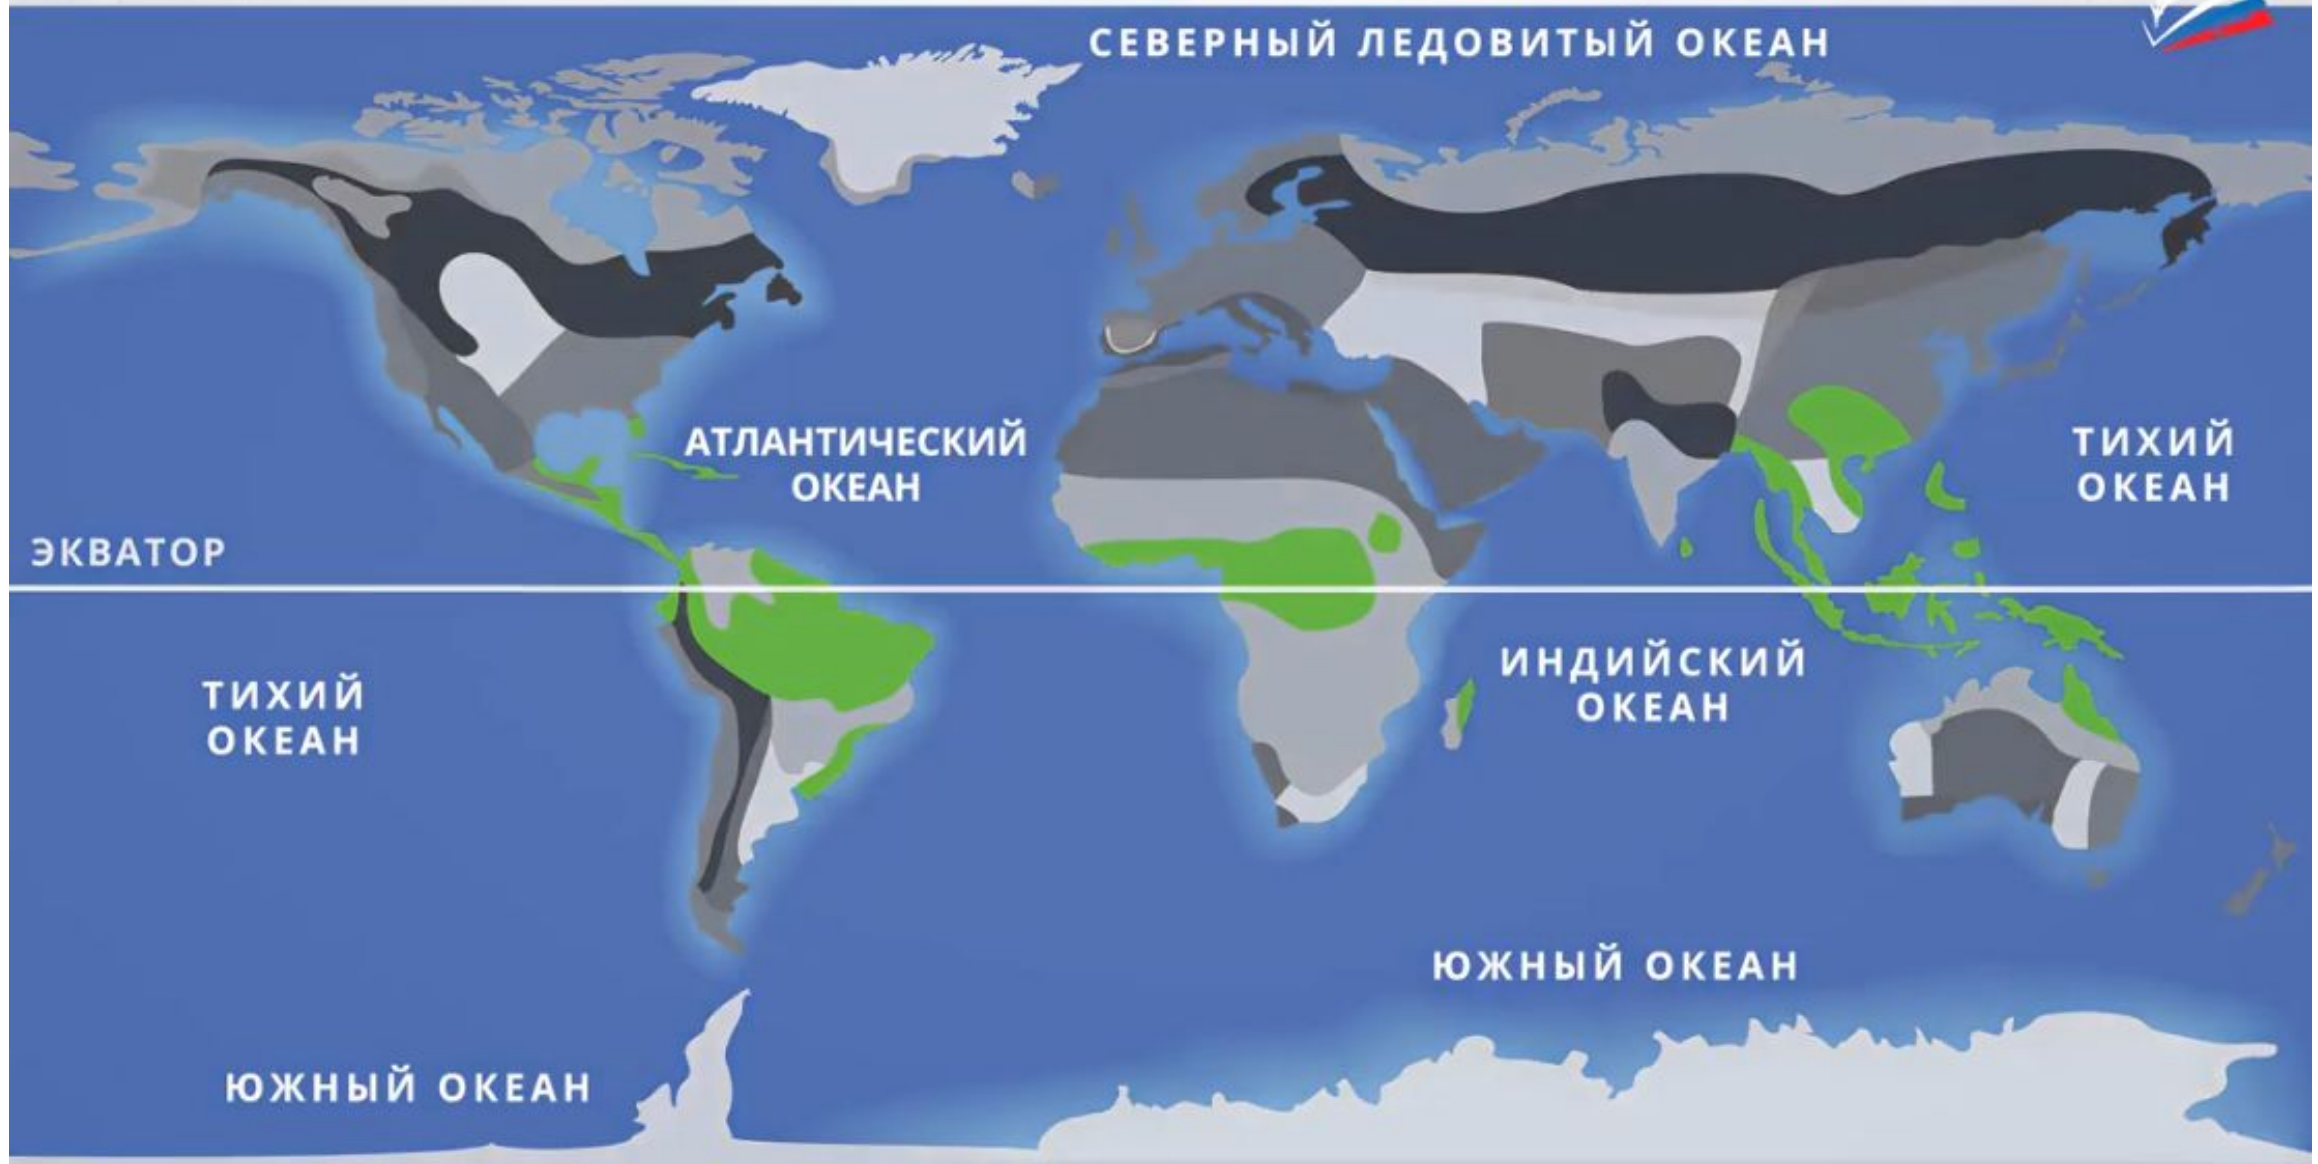 СЕВЕРНЫЙ ЛЕДОВИТЫЙ ОКЕАН
АТЛАНТИЧЕСКИЙ
ОКЕАН
ТИХИЙ
ОКЕАН
ЭКВАТОР
ИНДИЙСКИЙ
ОКЕАН
ТИХИЙ
ОКЕАН
ЮЖНЫЙ ОКЕАН
ЮЖНЫЙ ОКЕАН